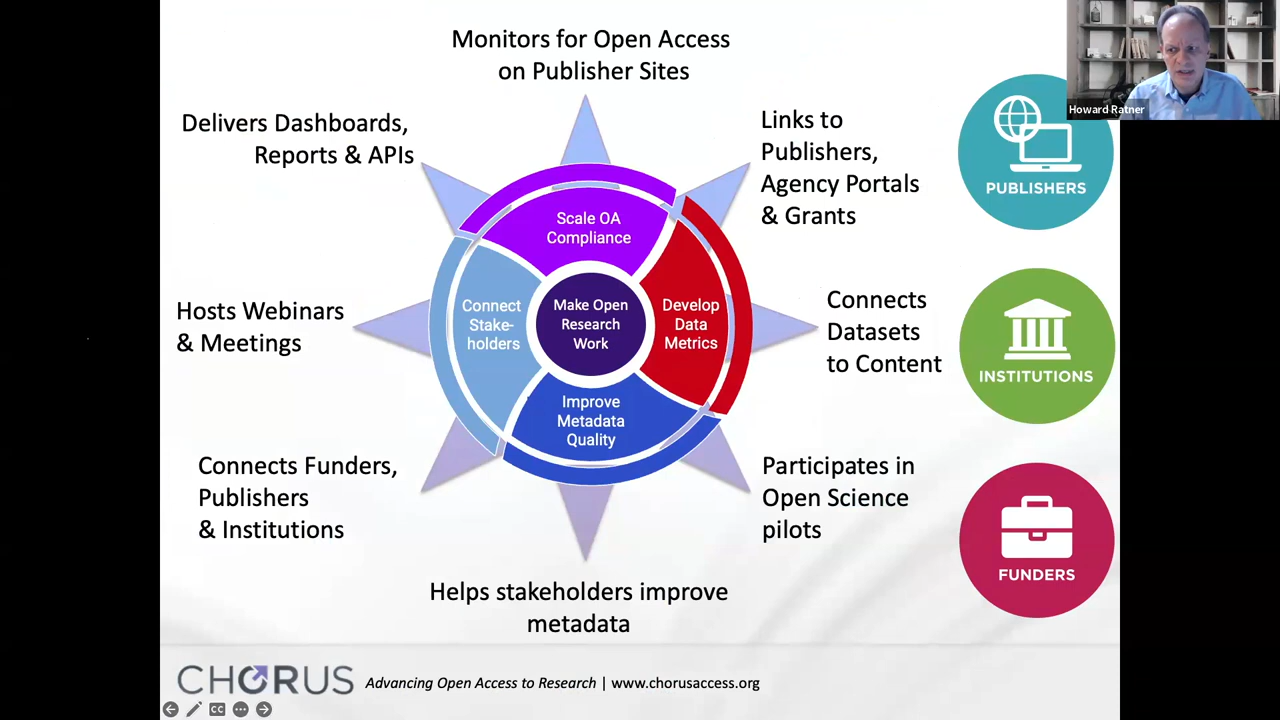 Monitors for Open Access
on Publisher Sites
Delivers Dashboards,
Reports & APIs
Links to
Publishers,
Agency Portals
& Grants
Howard Ratner
PUBLISHERS
Scale OA
Compliance
Connect
Stake-
holders
Make Open
Research
Work
Develop
Data
Metrics
Improve
Metadata
Quality
Hosts Webinars
& Meetings
Connects
Datasets
to Content
INSTITUTIONS
Connects Funders,
Publishers
& Institutions
Participates in
Open Science
pilots
FUNDERS
Helps stakeholders improve
metadata
CHORUS Advancing Open Access to Research | www.chorusaccess.org
CC